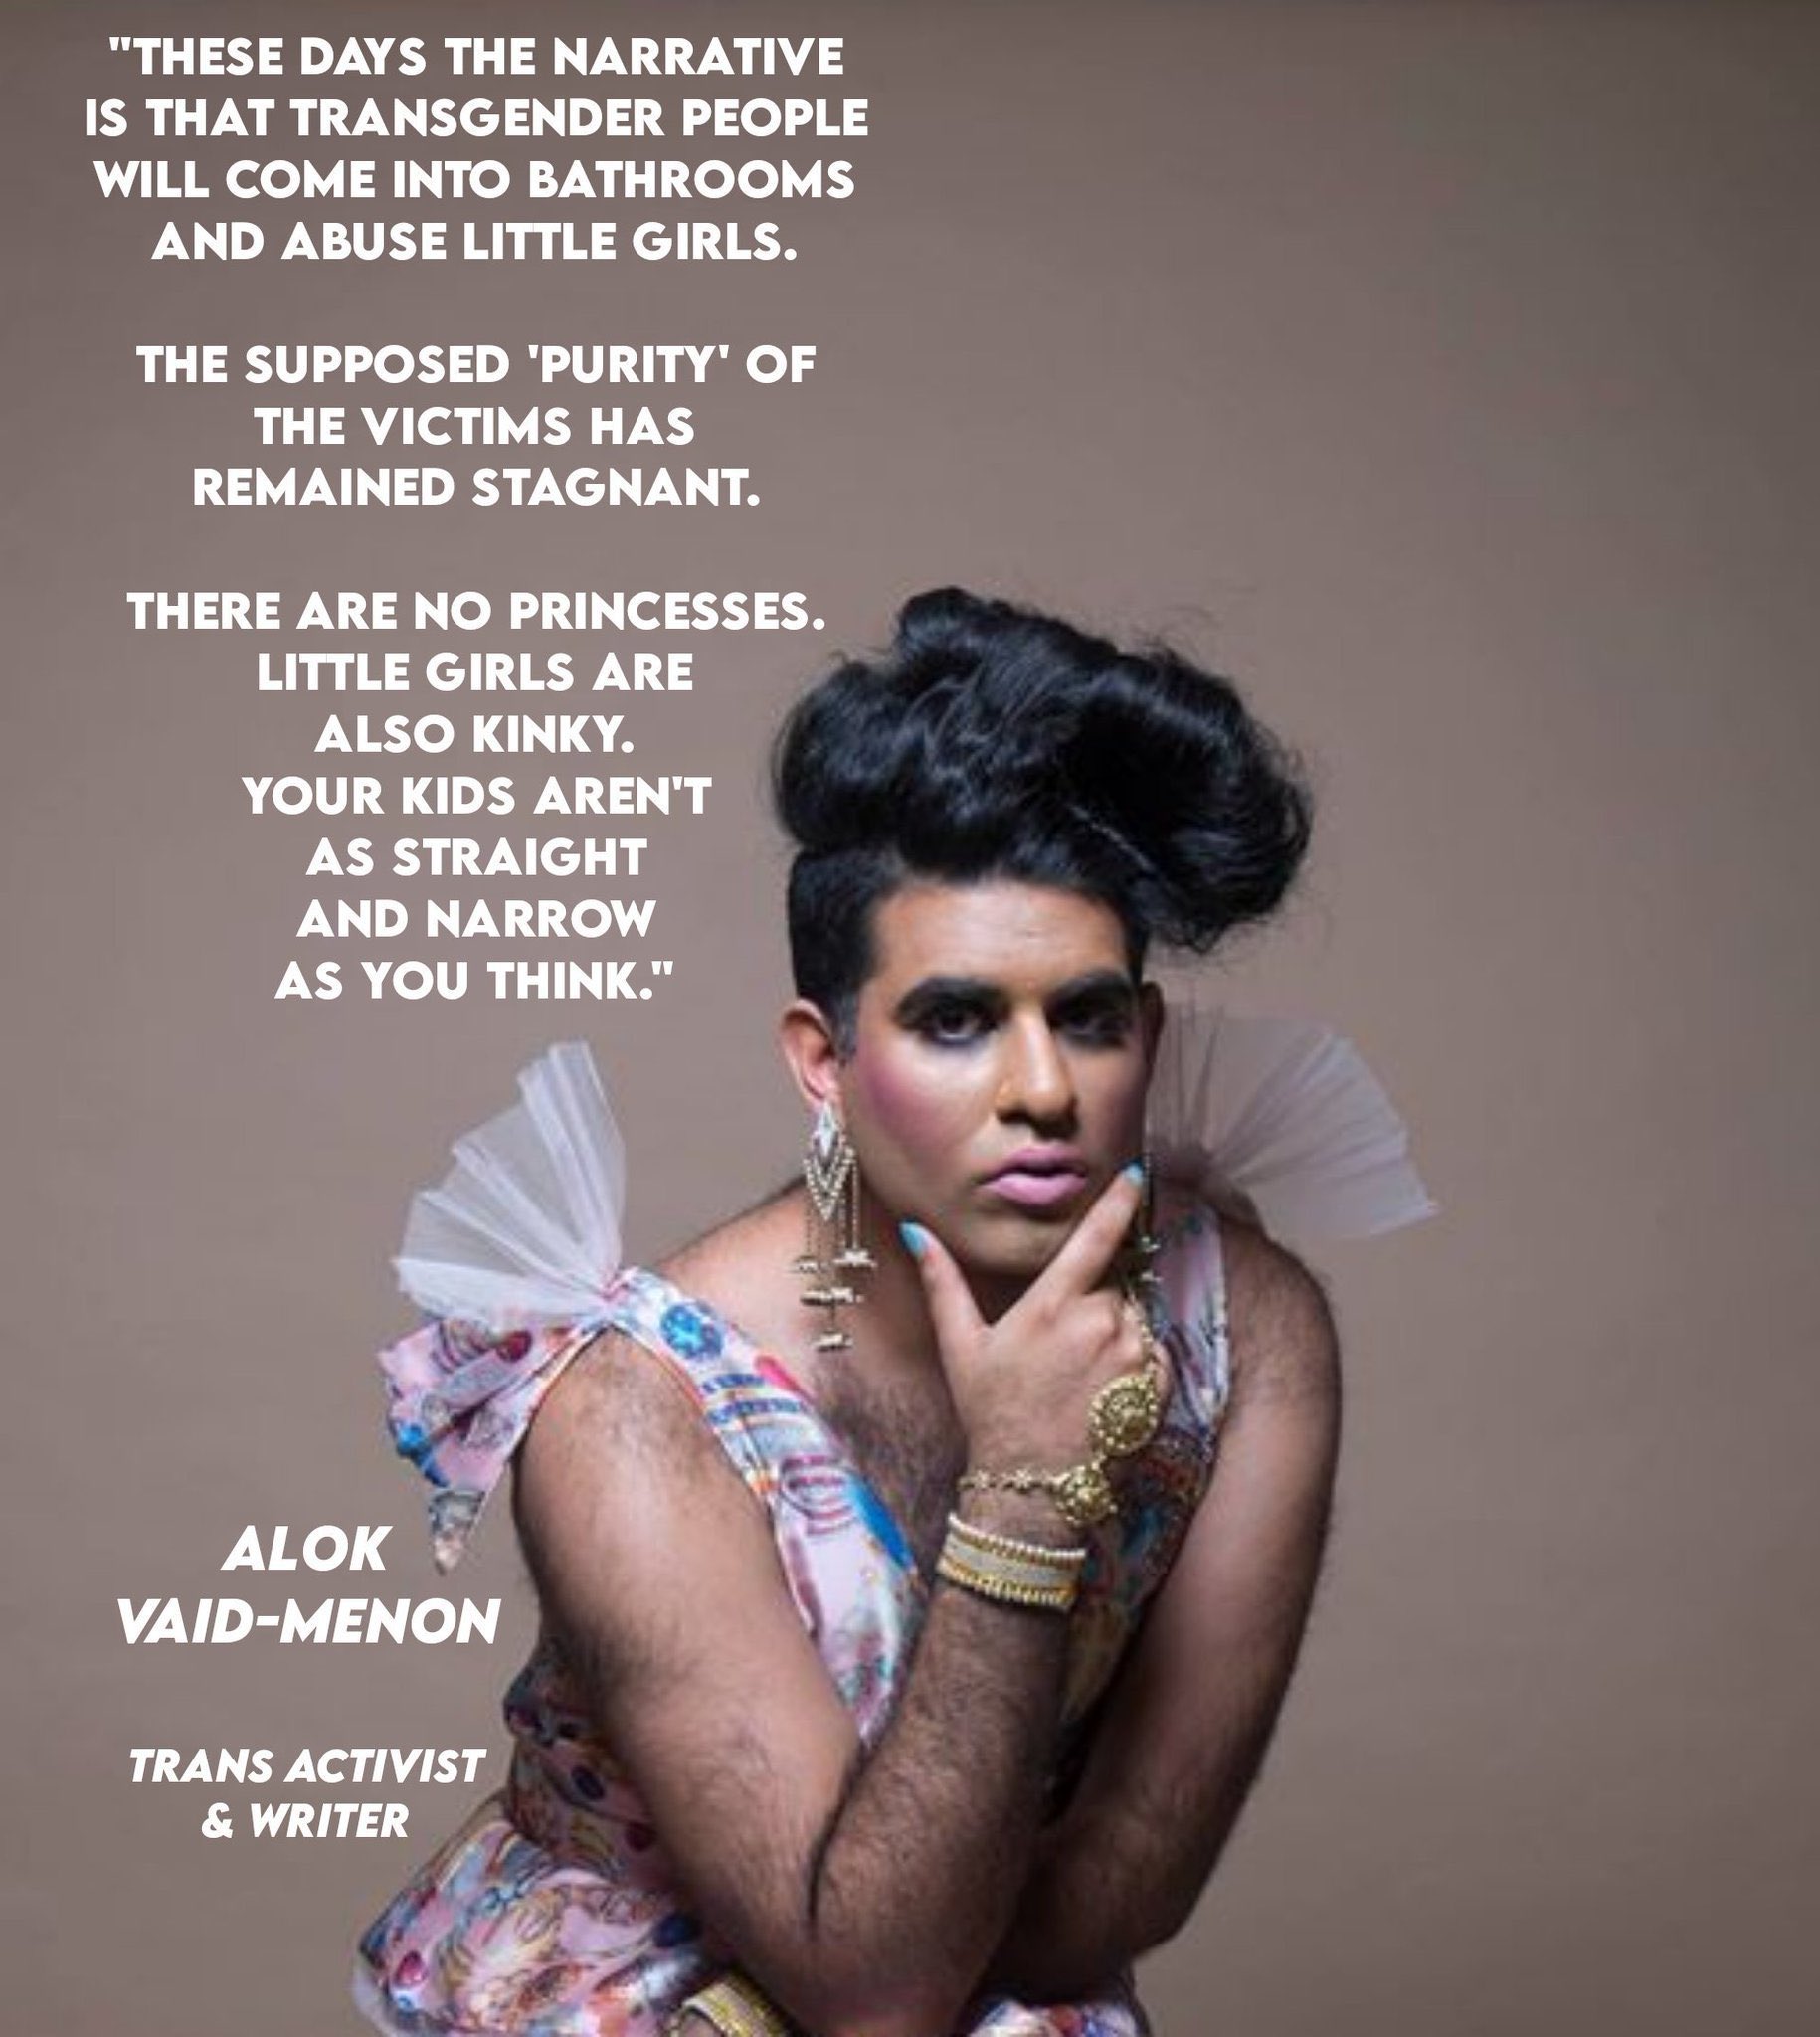 "THESE DAYS THE NARRATIVE
IS THAT TRANSGENDER PEOPLE
WILL COME INTO BATHROOMS
AND ABUSE LITTLE GIRLS.
THE SUPPOSED 'PURITY' OF
THE VICTIMS HAS
REMAINED STAGNANT.
THERE ARE NO PRINCESSES.
LITTLE GIRLS ARE
ALSO KINKY.
YOUR KIDS AREN'T
AS STRAIGHT
AND NARROW
AS YOU THINK."
ALOK
VAID-MENON
TRANS ACTIVIST
& WRITER